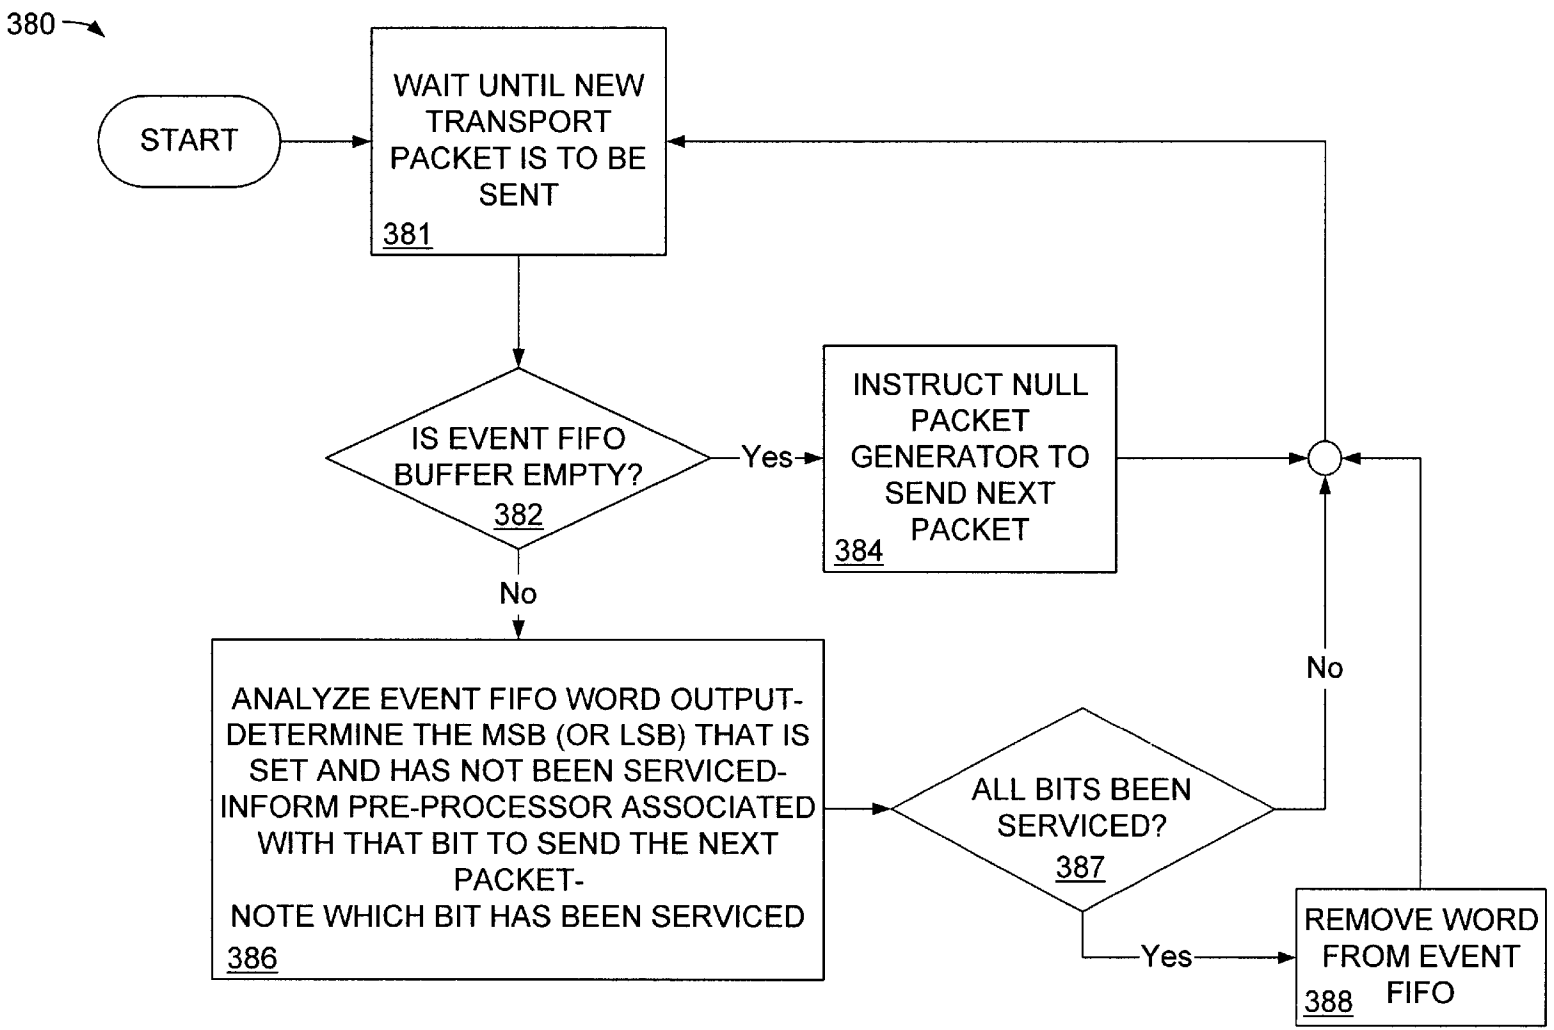 380
START
WAIT UNTIL NEW
TRANSPORT
PACKET IS TO BE
SENT
381
IS EVENT FIFO
BUFFER EMPTY?
382
Yes
INSTRUCT NULL
PACKET
GENERATOR TO
SEND NEXT
PACKET
384
No
ANALYZE EVENT FIFO WORD OUTPUT-
DETERMINE THE MSB (OR LSB) THAT IS
SET AND HAS NOT BEEN SERVICED-
INFORM PRE-PROCESSOR ASSOCIATED
WITH THAT BIT TO SEND THE NEXT
PACKET-
NOTE WHICH BIT HAS BEEN SERVICED
386
ALL BITS BEEN
SERVICED?
387
No
Yes
REMOVE WORD
FROM EVENT
FIFO
388